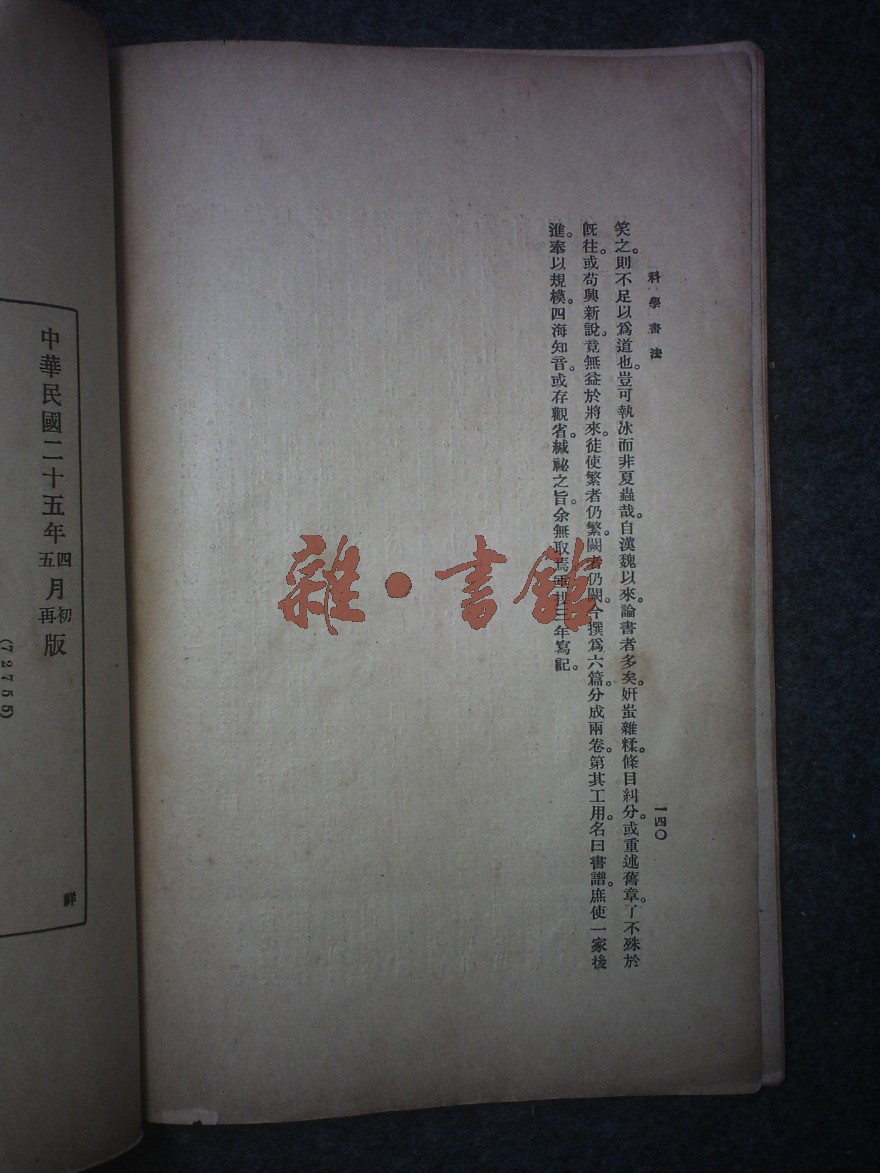 科學書法
一四〇
笑之。則不足以爲道也。豈可執冰而非夏蟲哉。自漢魏以來。論書者多矣。姸蚩雜糅。條目糾分。或重述舊章。了不殊於
旣往。或苟興新說。竟無益於將來。徒使繁者仍繁。闕者仍闕。今撰爲六篇。分成兩卷。第其工用。名曰書譜。庶使一家後
進。奉以規模。四海知音。或存觀省。緘祕之旨。余無取焉。三年寫記。
雜·書館
中華民國二十五年四月初版
五 再
(72755)
鮮